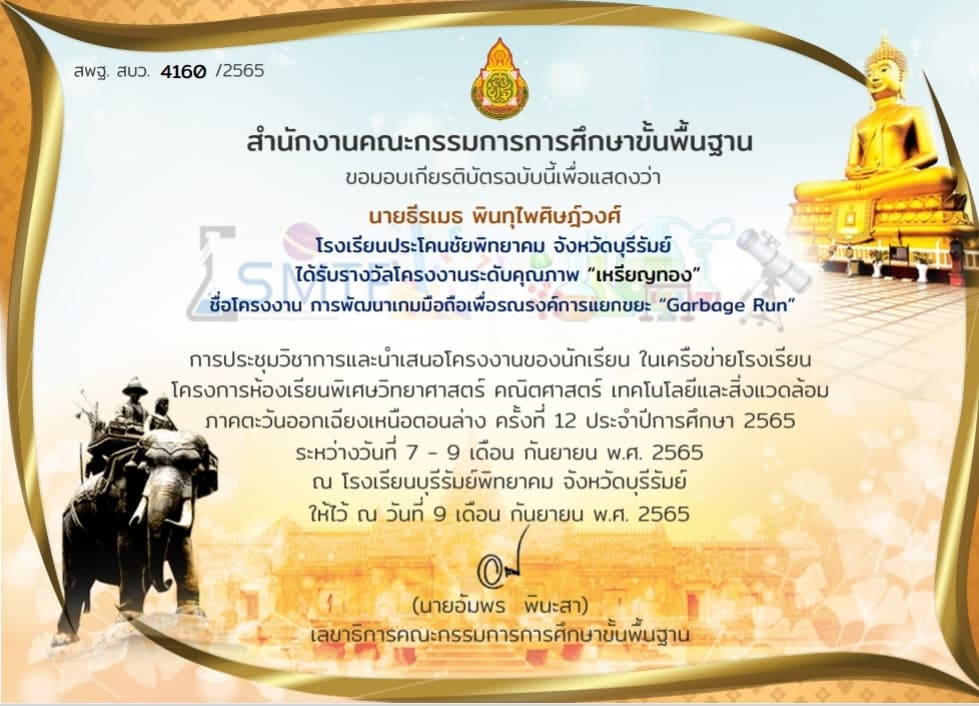 สพฐ. สบว. 4160 /2565
สำนักงานคณะกรรมการการศึกษาขั้นพื้นฐาน
ขอมอบเกียรติบัตรฉบับนี้เพื่อแสดงว่า
นายธีรเมธ พินทุไพศิษฎ์วงศ์
โรงเรียนประโคนชัยพิทยาคม จังหวัดบุรีรัมย์
ได้รับรางวัลโครงงานระดับคุณภาพ “เหรียญทอง”
ชื่อโครงงาน การพัฒนาเกมมือถือเพื่อรณรงค์การแยกขยะ “Garbage Run”
การประชุมวิชาการและนำเสนอโครงงานของนักเรียน ในเครือข่ายโรงเรียน
โครงการห้องเรียนพิเศษวิทยาศาสตร์ คณิตศาสตร์ เทคโนโลยีและสิ่งแวดล้อม
ภาคตะวันออกเฉียงเหนือตอนล่าง ครั้งที่ 12 ประจำปีการศึกษา 2565
ระหว่างวันที่ 7 - 9 เดือน กันยายน พ.ศ. 2565
ณ โรงเรียนบุรีรัมย์พิทยาคม จังหวัดบุรีรัมย์
ให้ไว้ ณ วันที่ 9 เดือน กันยายน พ.ศ. 2565
(นายอัมพร พินะสา)
เลขาธิการคณะกรรมการการศึกษาขั้นพื้นฐาน